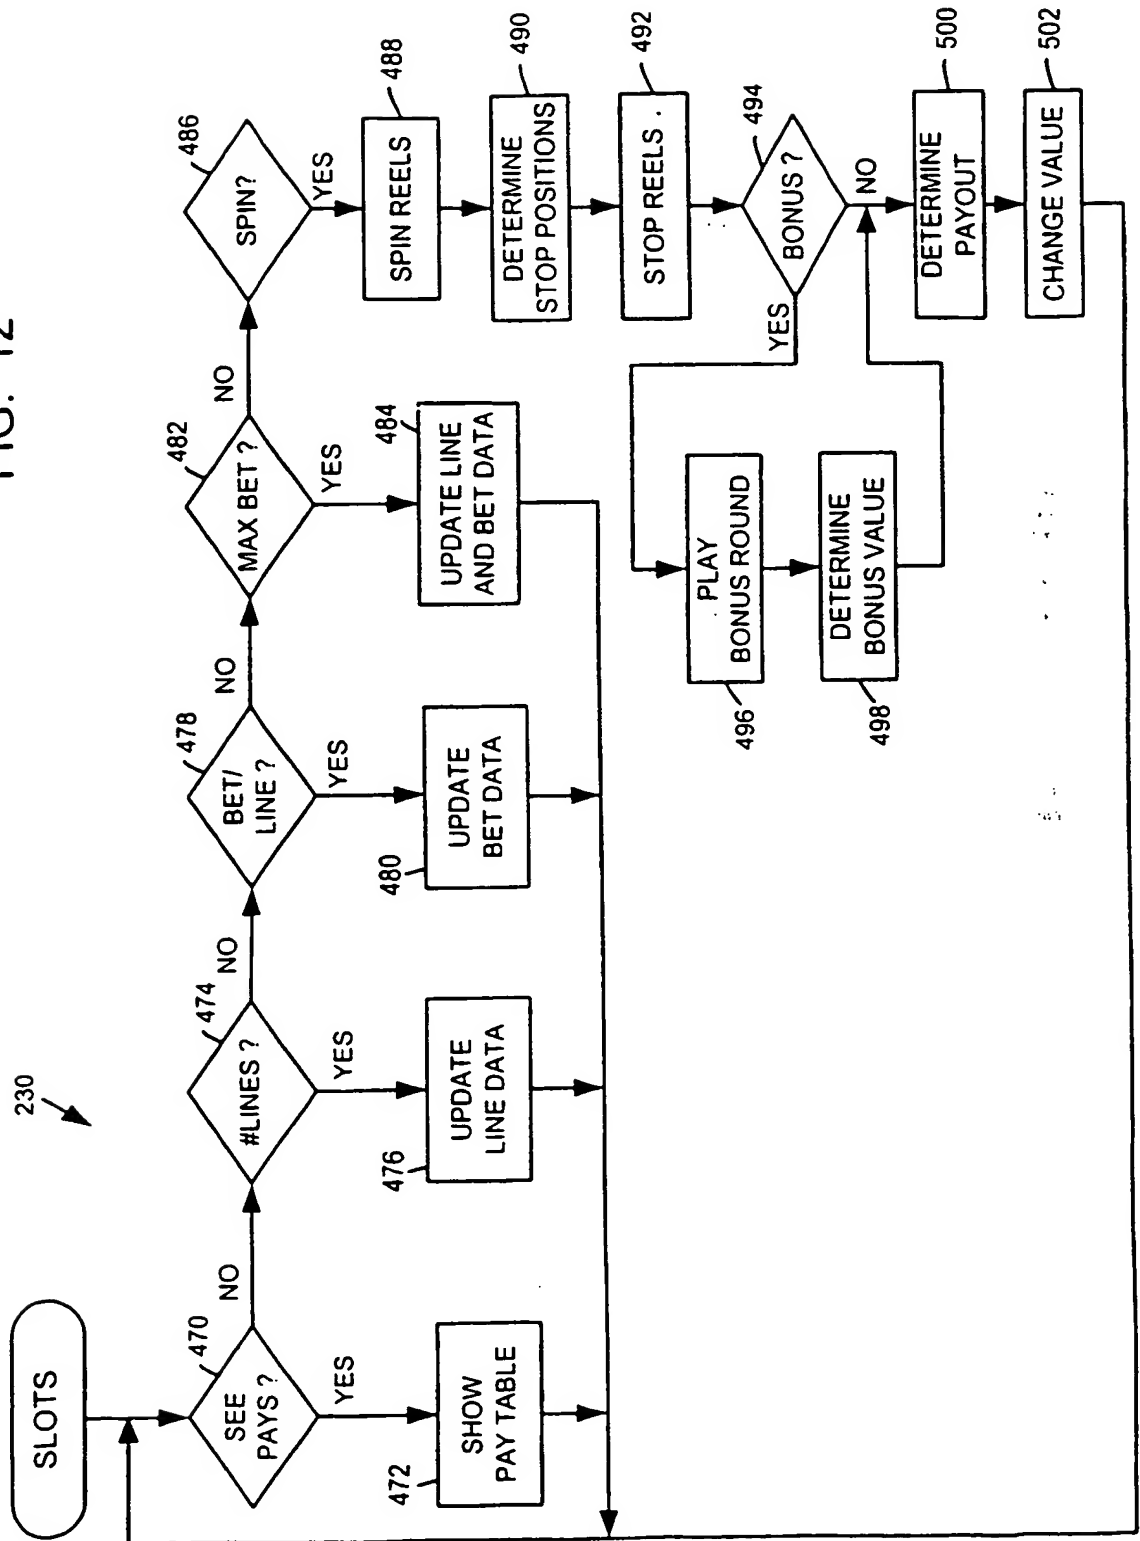 FIG. 12
230
SLOTS
470
SEE
PAYS ?
NO
YES
472
SHOW
PAY TABLE
474
#LINES ?
NO
YES
476
UPDATE
LINE DATA
478
BET/
LINE ?
NO
YES
480
UPDATE
BET DATA
482
MAX BET ?
NO
YES
484
UPDATE LINE
AND BET DATA
486
SPIN?
YES
488
SPIN REELS
490
DETERMINE
STOP POSITIONS
492
STOP REELS .
494
BONUS ?
YES
NO
496
PLAY
BONUS ROUND
498
DETERMINE
BONUS VALUE
500
DETERMINE
PAYOUT
502
CHANGE VALUE